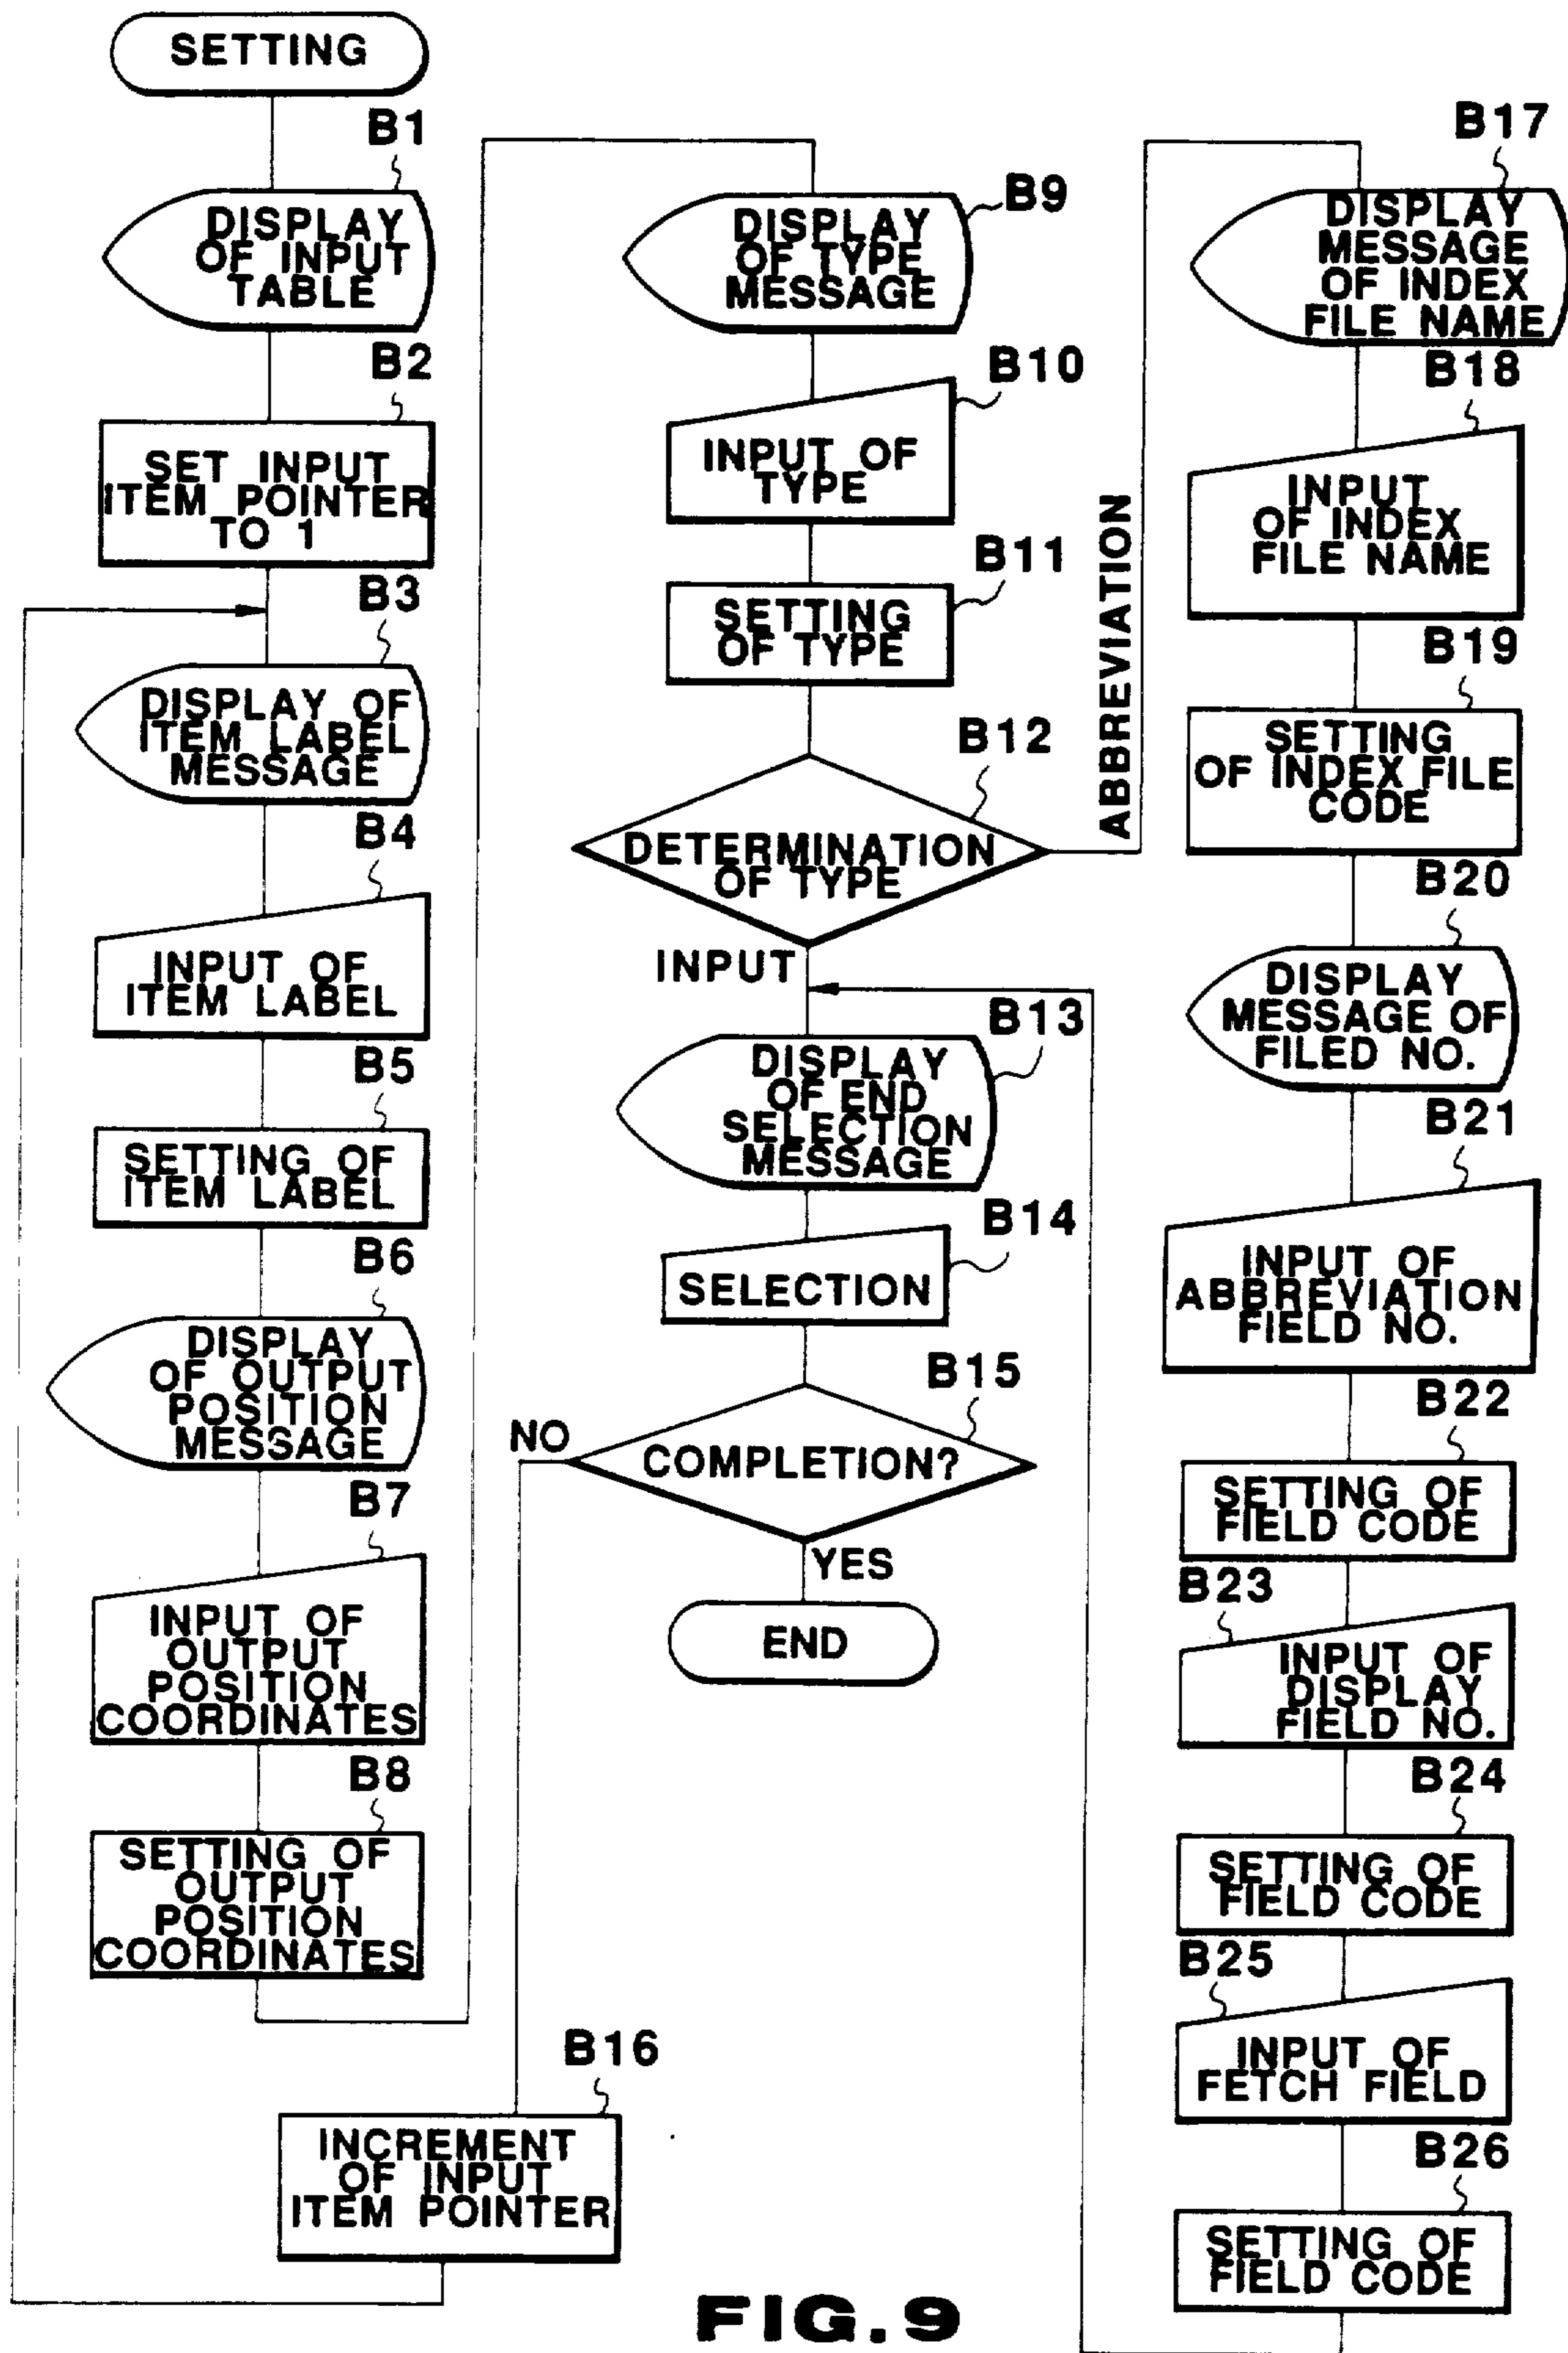 SETTING
B1
DISPLAY
OF INPUT
TABLE
B2
SET INPUT
ITEM POINTER
TO 1
B3
DISPLAY OF
ITEM LABEL
MESSAGE
B4
INPUT OF
ITEM LABEL
B5
SETTING OF
ITEM LABEL
B6
DISPLAY
OF OUTPUT
POSITION
MESSAGE
B7
INPUT OF
OUTPUT
POSITION
COORDINATES
B8
SETTING OF
OUTPUT
POSITION
COORDINATES
B9
DISPLAY
OF TYPE
MESSAGE
B10
INPUT OF
TYPE
B11
SETTING
OF TYPE
B12
DETERMINATION
OF TYPE
ABBREVIATION
INPUT
B13
DISPLAY
OF END
SELECTION
MESSAGE
B14
SELECTION
B15
COMPLETION?
NO
YES
END
B16
INCREMENT
OF INPUT
ITEM POINTER
B17
DISPLAY
MESSAGE
OF INDEX
FILE NAME
B18
INPUT
OF INDEX
FILE NAME
B19
SETTING
OF INDEX FILE
CODE
B20
DISPLAY
MESSAGE OF
FILED NO.
B21
INPUT OF
ABBREVIATION
FIELD NO.
B22
SETTING OF
FIELD CODE
B23
INPUT OF
DISPLAY
FIELD NO.
B24
SETTING OF
FIELD CODE
B25
INPUT OF
FETCH FIELD
B26
SETTING OF
FIELD CODE
FIG.9